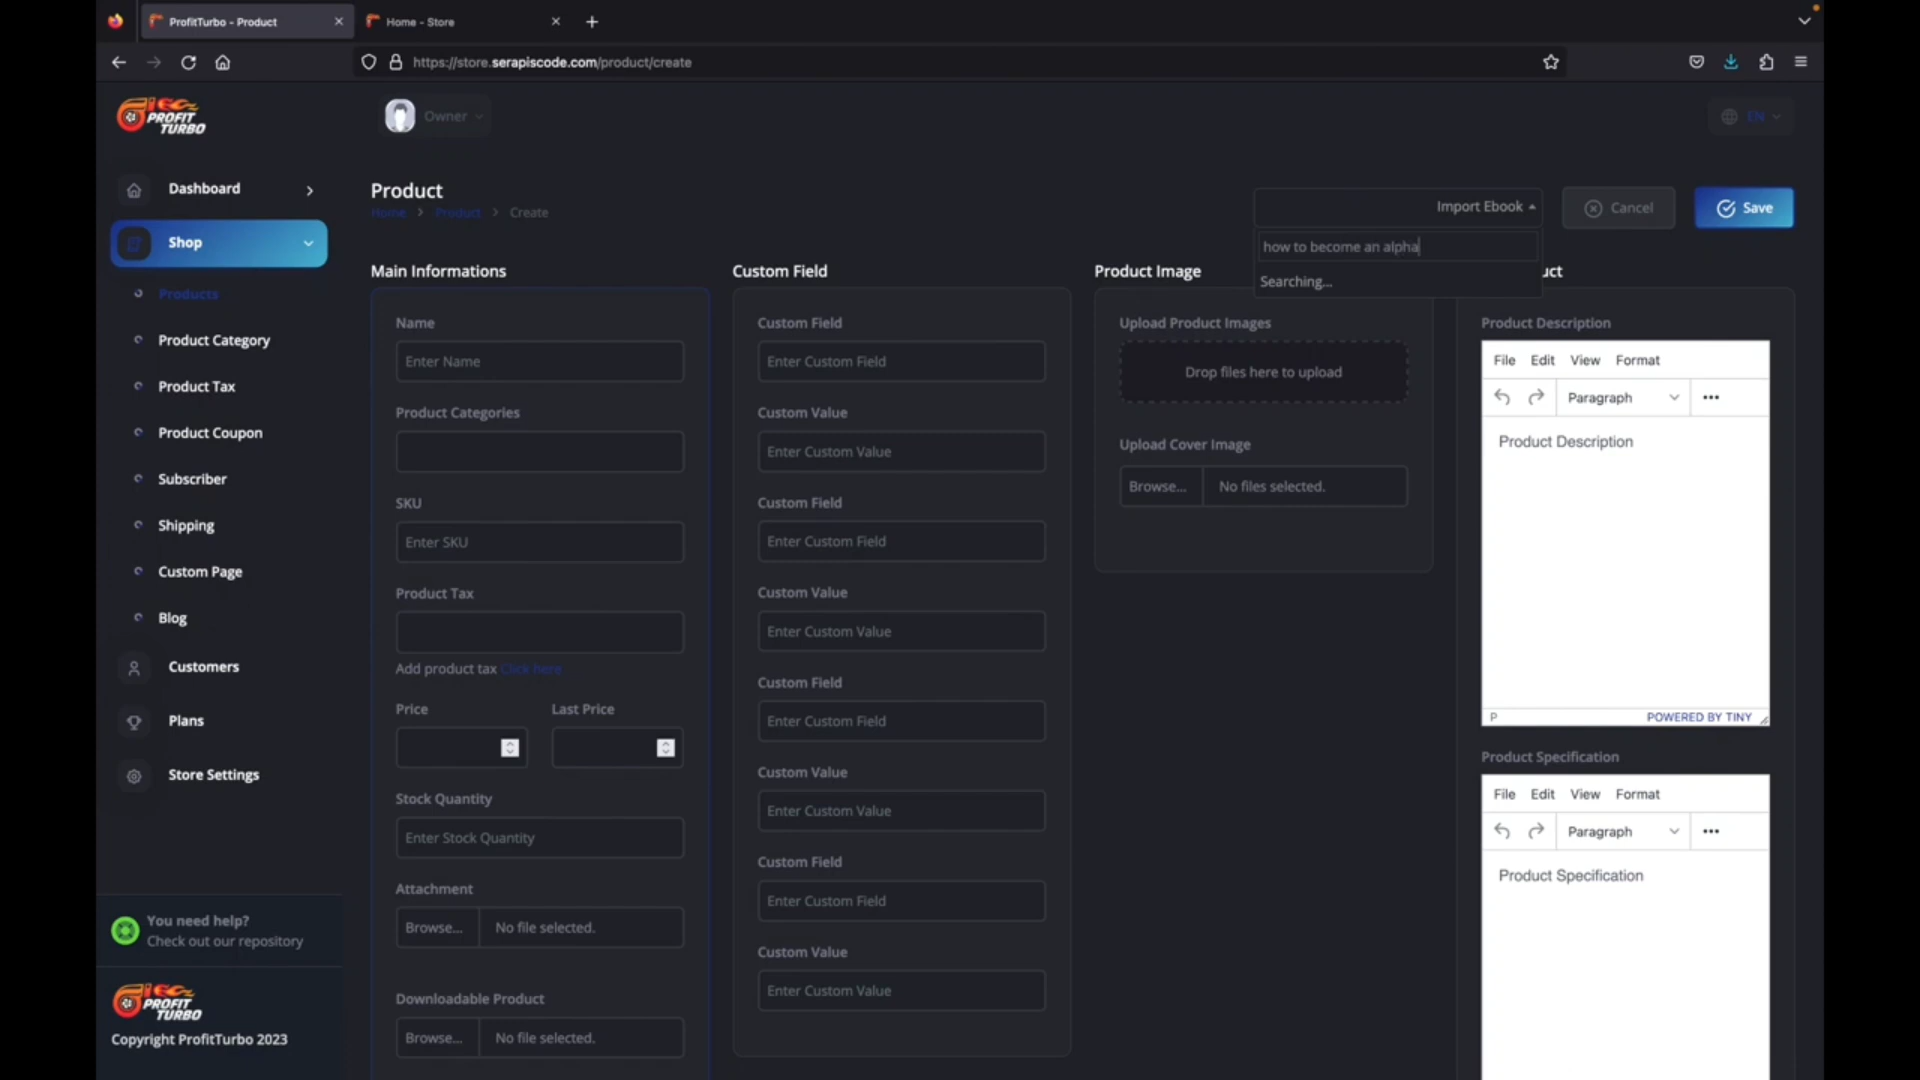 ProfitTurbo - Product
Home - Store
https://store.serapiscode.com/product/create
PROFIT
TURBO
Owner
EN
Dashboard
Shop
Products
Product Category
Product Tax
Product Coupon
Subscriber
Shipping
Custom Page
Blog
Customers
Plans
Store Settings
You need help?
Check out our repository
PROFIT
TURBO
Copyright ProfitTurbo 2023
Product
Home > Product > Create
Import Ebook
how to become an alpha
Searching...
Cancel
Save
Main Informations
Name
Enter Name
Product Categories
SKU
Enter SKU
Product Tax
Add product tax Click here
Price Last Price
Stock Quantity
Enter Stock Quantity
Attachment
Browse... No file selected.
Downloadable Product
Browse... No file selected.
Custom Field
Custom Field
Enter Custom Field
Custom Value
Enter Custom Value
Custom Field
Enter Custom Field
Custom Value
Enter Custom Value
Custom Field
Enter Custom Field
Custom Value
Enter Custom Value
Custom Field
Enter Custom Field
Custom Value
Enter Custom Value
Product Image
Upload Product Images
Drop files here to upload
Upload Cover Image
Browse... No files selected.
uct
Product Description
File Edit View Format
Paragraph
Product Description
P POWERED BY TINY
Product Specification
File Edit View Format
Paragraph
Product Specification